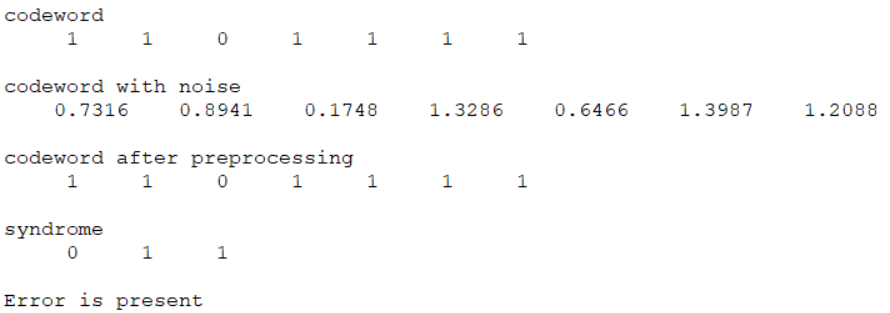 codeword
1 1 0 1 1 1 1
codeword with noise
0.7316 0.8941 0.1748 1.3286 0.6466 1.3987 1.2088
codeword after preprocessing
1 1 0 1 1 1 1
syndrome
0 1 1
Error is present